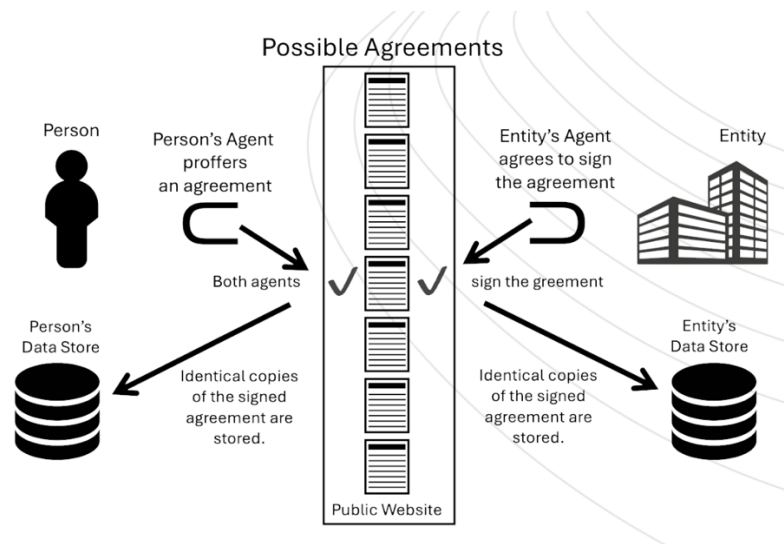 Possible Agreements
Person
Person's Agent
proffers
an agreement
Entity's Agent
agrees to sign
the agreement
Entity
Both agents
sign the greement
Person's
Data Store
Identical copies
of the signed
agreement are
stored.
Identical copies
of the signed
agreement are
stored.
Entity's
Data Store
Public Website